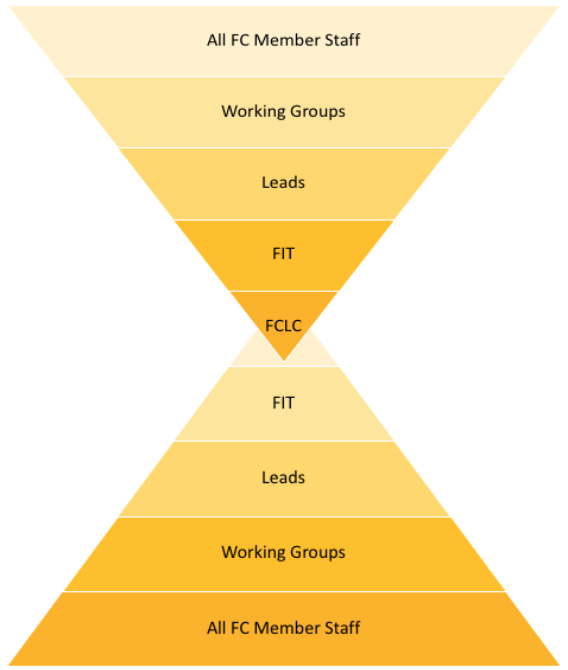 All FC Member Staff
Working Groups
Leads
FIT
FCLC
FIT
Leads
Working Groups
All FC Member Staff